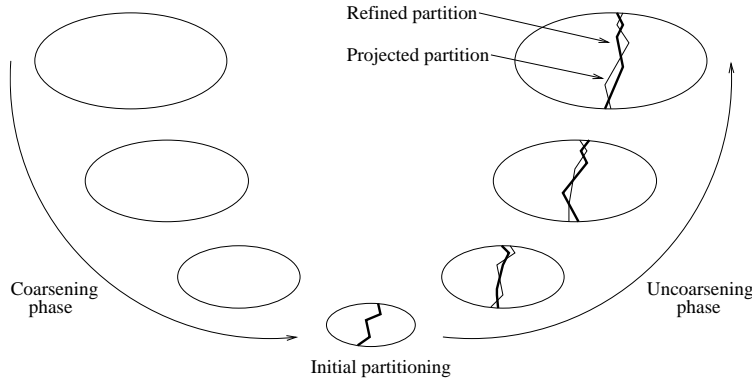 Refined partition
Projected partition
Coarsening
phase
Uncoarsening
phase
Initial partitioning